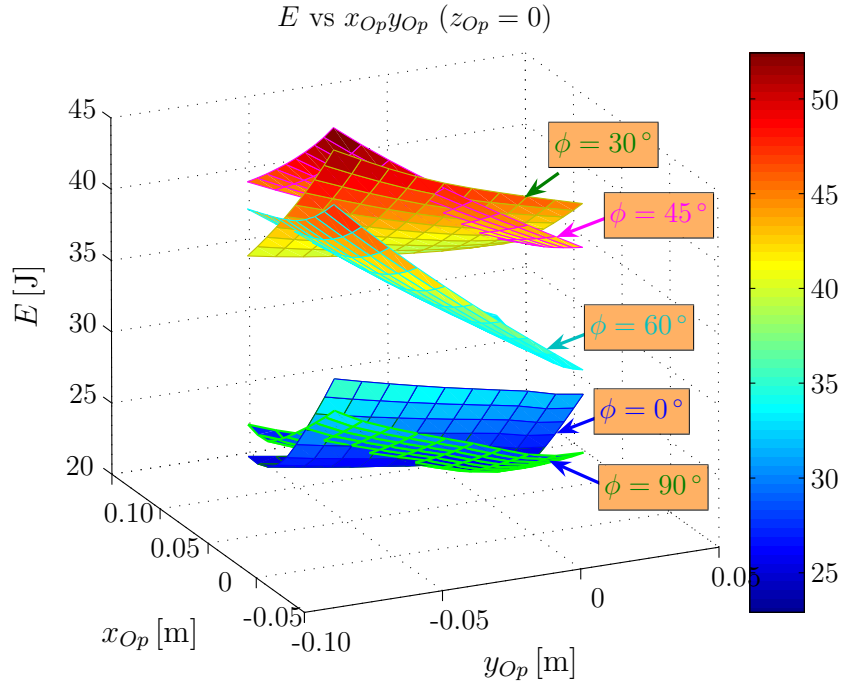 E vs x_{Op}y_{Op} (z_{Op} = 0)
45
40
35
30
25
20
E [J]
0.10
0.05
0
-0.05
x_{Op} [m]
-0.10
-0.05
0
0.05
y_{Op} [m]
ϕ = 30°
ϕ = 45°
ϕ = 60°
ϕ = 0°
ϕ = 90°
50
45
40
35
30
25